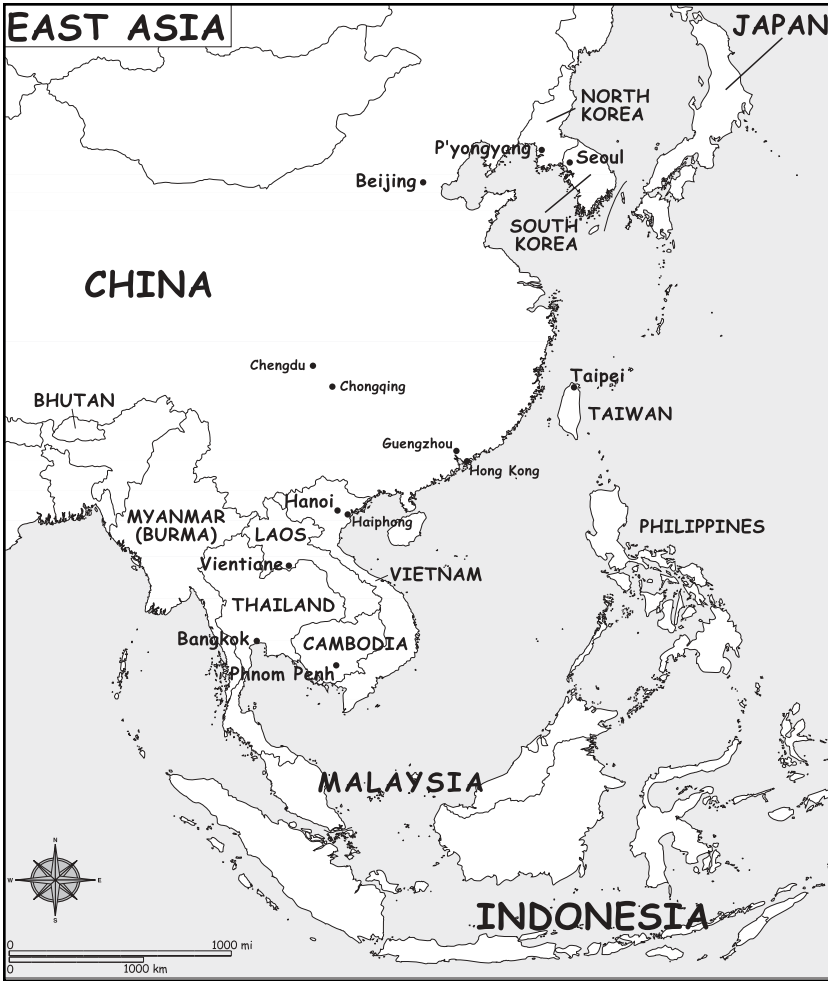 EAST ASIA
JAPAN
NORTH
KOREA
P'yongyang
Seoul
Beijing
SOUTH
KOREA
CHINA
Chengdu
Chongqing
Taipei
BHUTAN
TAIWAN
Guengzhou
Hong Kong
Hanoi
Haiphong
MYANMAR
(BURMA)
LAOS
PHILIPPINES
Vientiane
VIETNAM
THAILAND
Bangkok
CAMBODIA
Phnom Penh
MALAYSIA
N
W
E
S
INDONESIA
0
1000 mi
0
1000 km